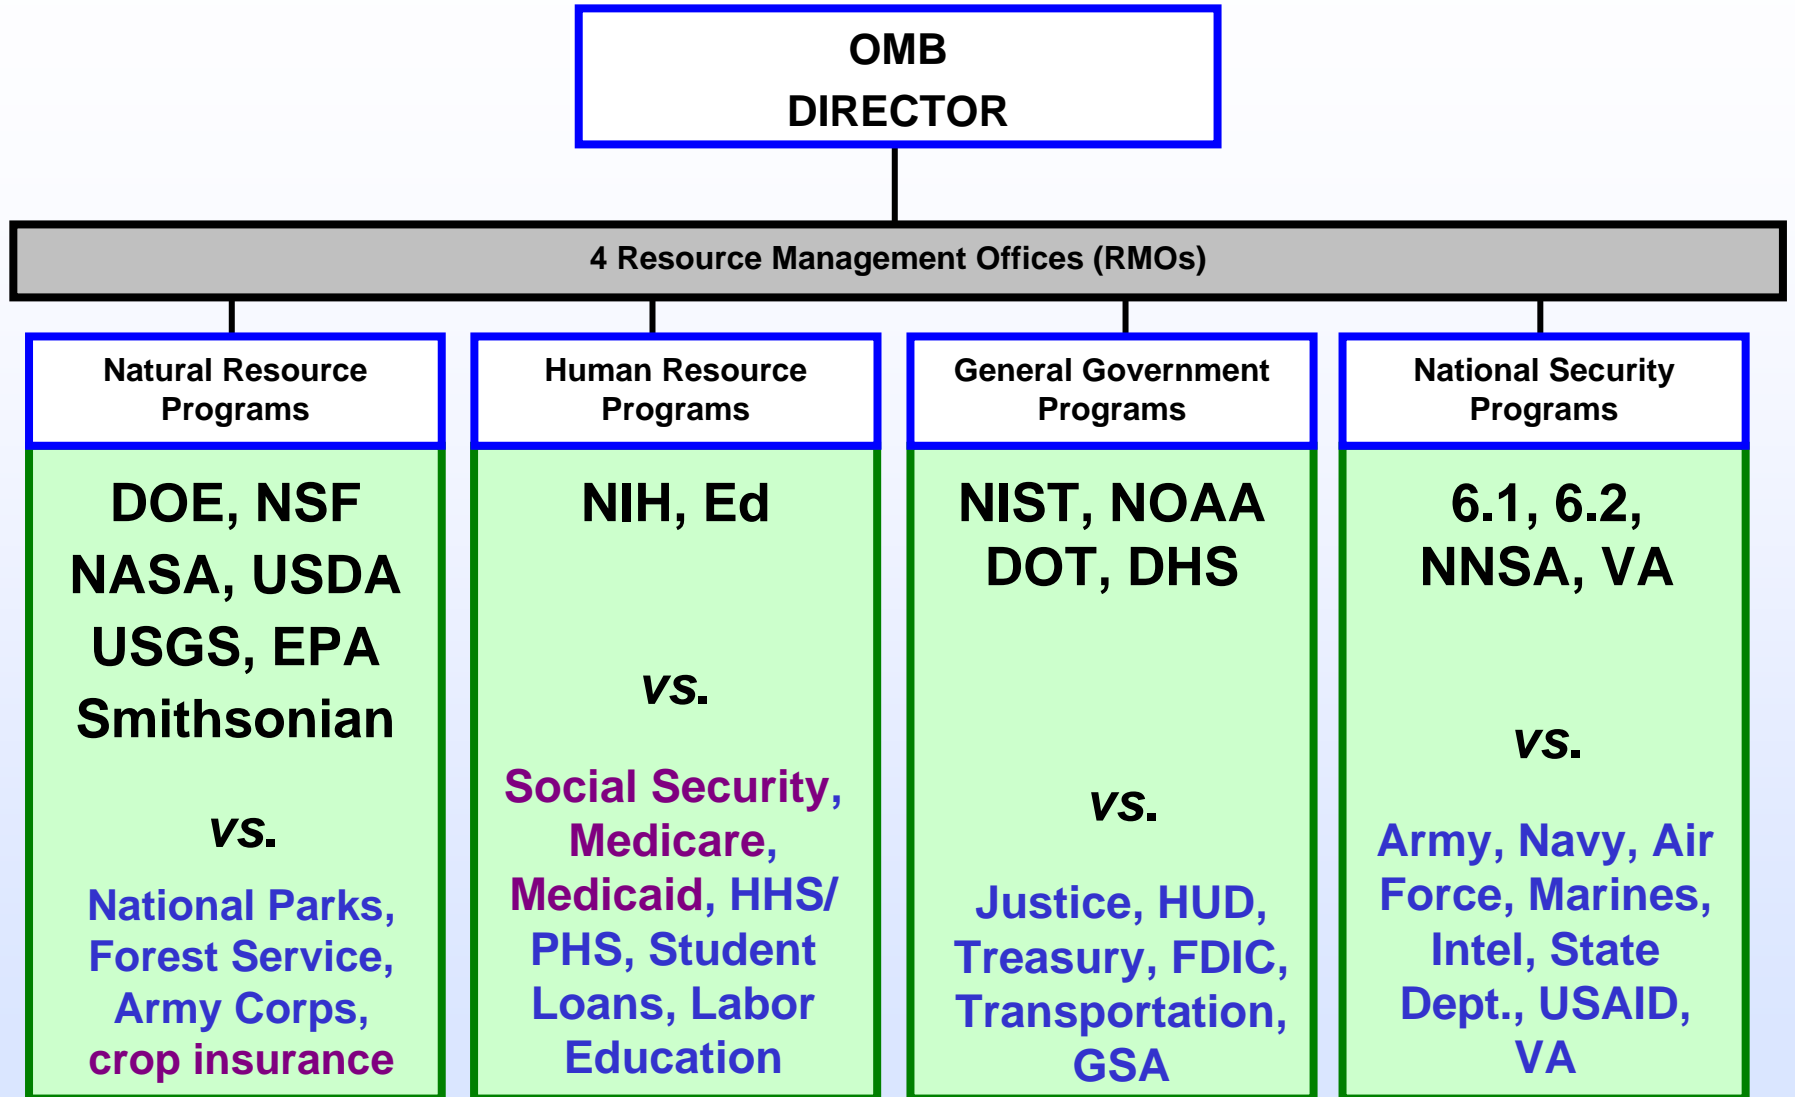 OMB
DIRECTOR
4 Resource Management Offices (RMOs)
Natural Resource
Programs
DOE, NSF
NASA, USDA
USGS, EPA
Smithsonian
vs.
National Parks,
Forest Service,
Army Corps,
crop insurance
Human Resource
Programs
NIH, Ed
vs.
Social Security,
Medicare,
Medicaid, HHS/
PHS, Student
Loans, Labor
Education
General Government
Programs
NIST, NOAA
DOT, DHS
vs.
Justice, HUD,
Treasury, FDIC,
Transportation,
GSA
National Security
Programs
6.1, 6.2,
NNSA, VA
vs.
Army, Navy, Air
Force, Marines,
Intel, State
Dept., USAID,
VA